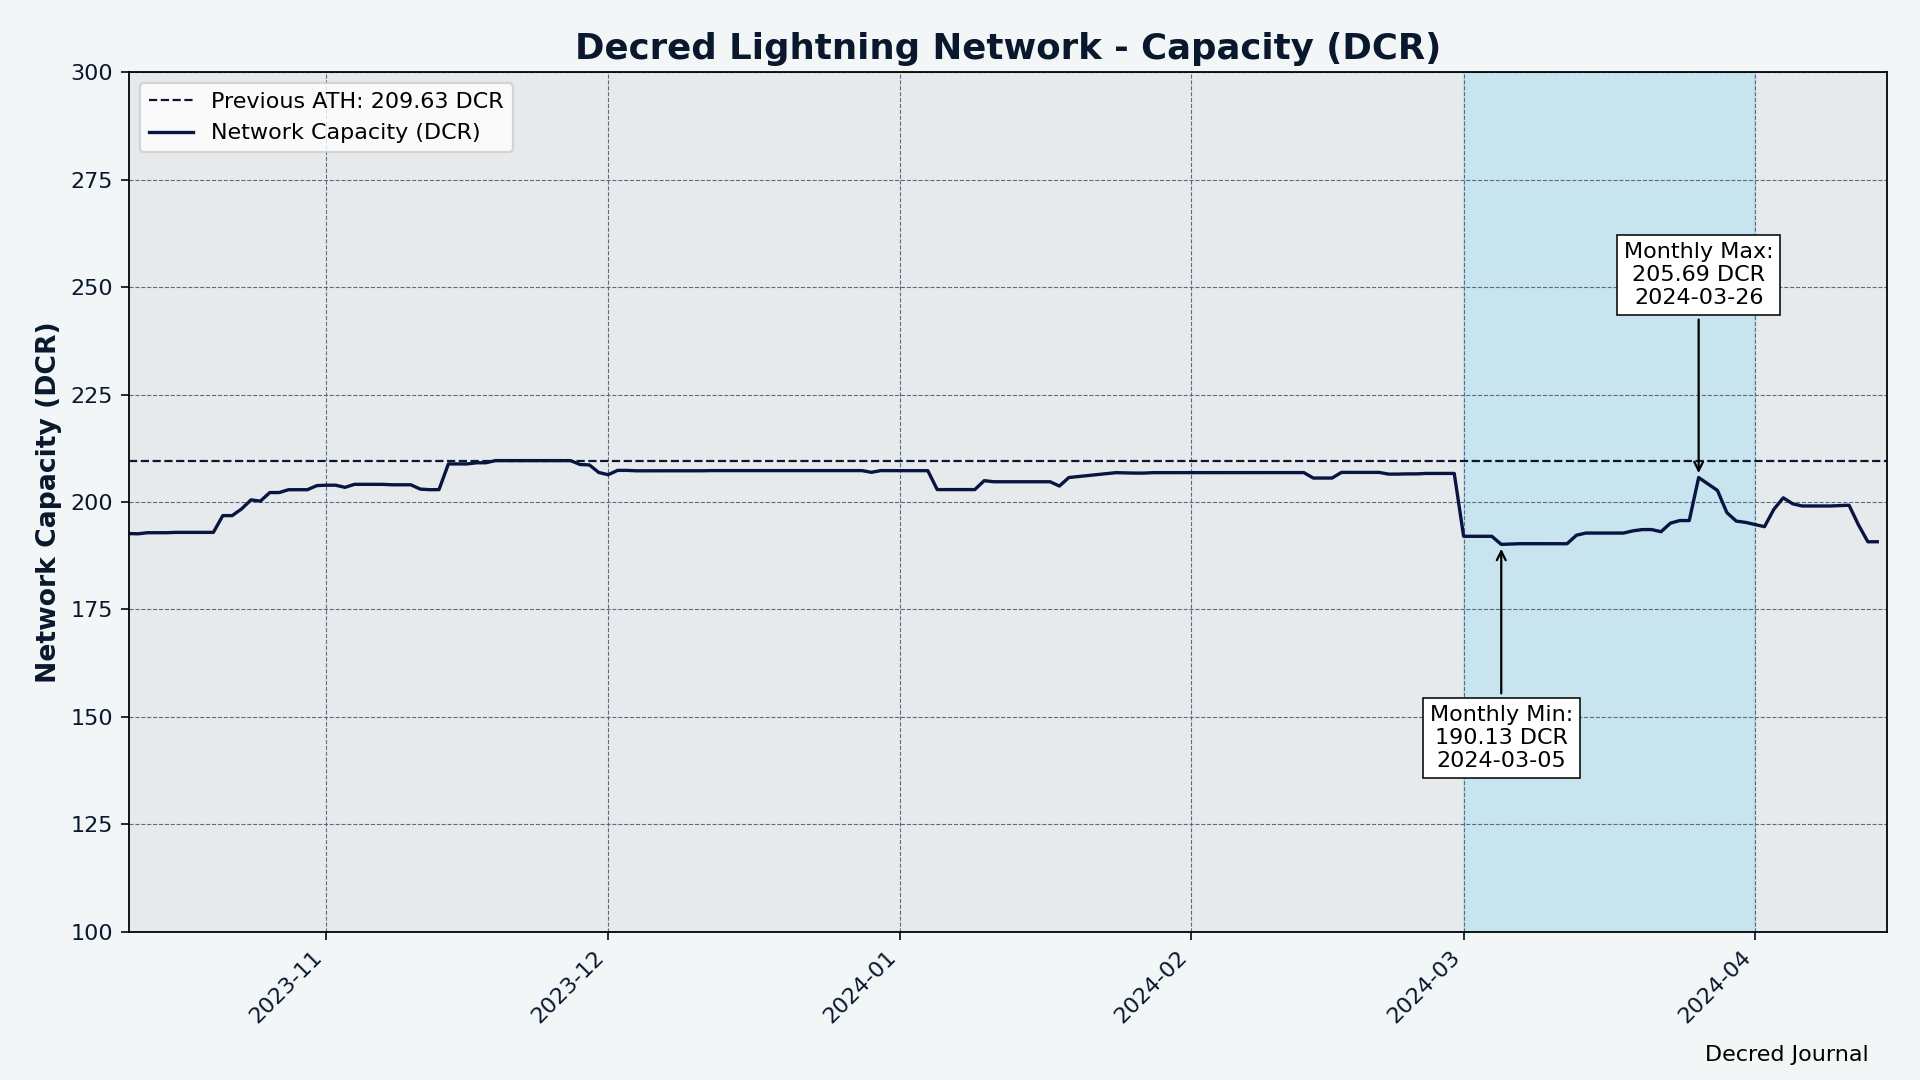 Decred Lightning Network - Capacity (DCR)
Previous ATH: 209.63 DCR
Network Capacity (DCR)
Network Capacity (DCR)
300
275
250
225
200
175
150
125
100
Monthly Max:
205.69 DCR
2024-03-26
Monthly Min:
190.13 DCR
2024-03-05
2023-11
2023-12
2024-01
2024-02
2024-03
2024-04
Decred Journal